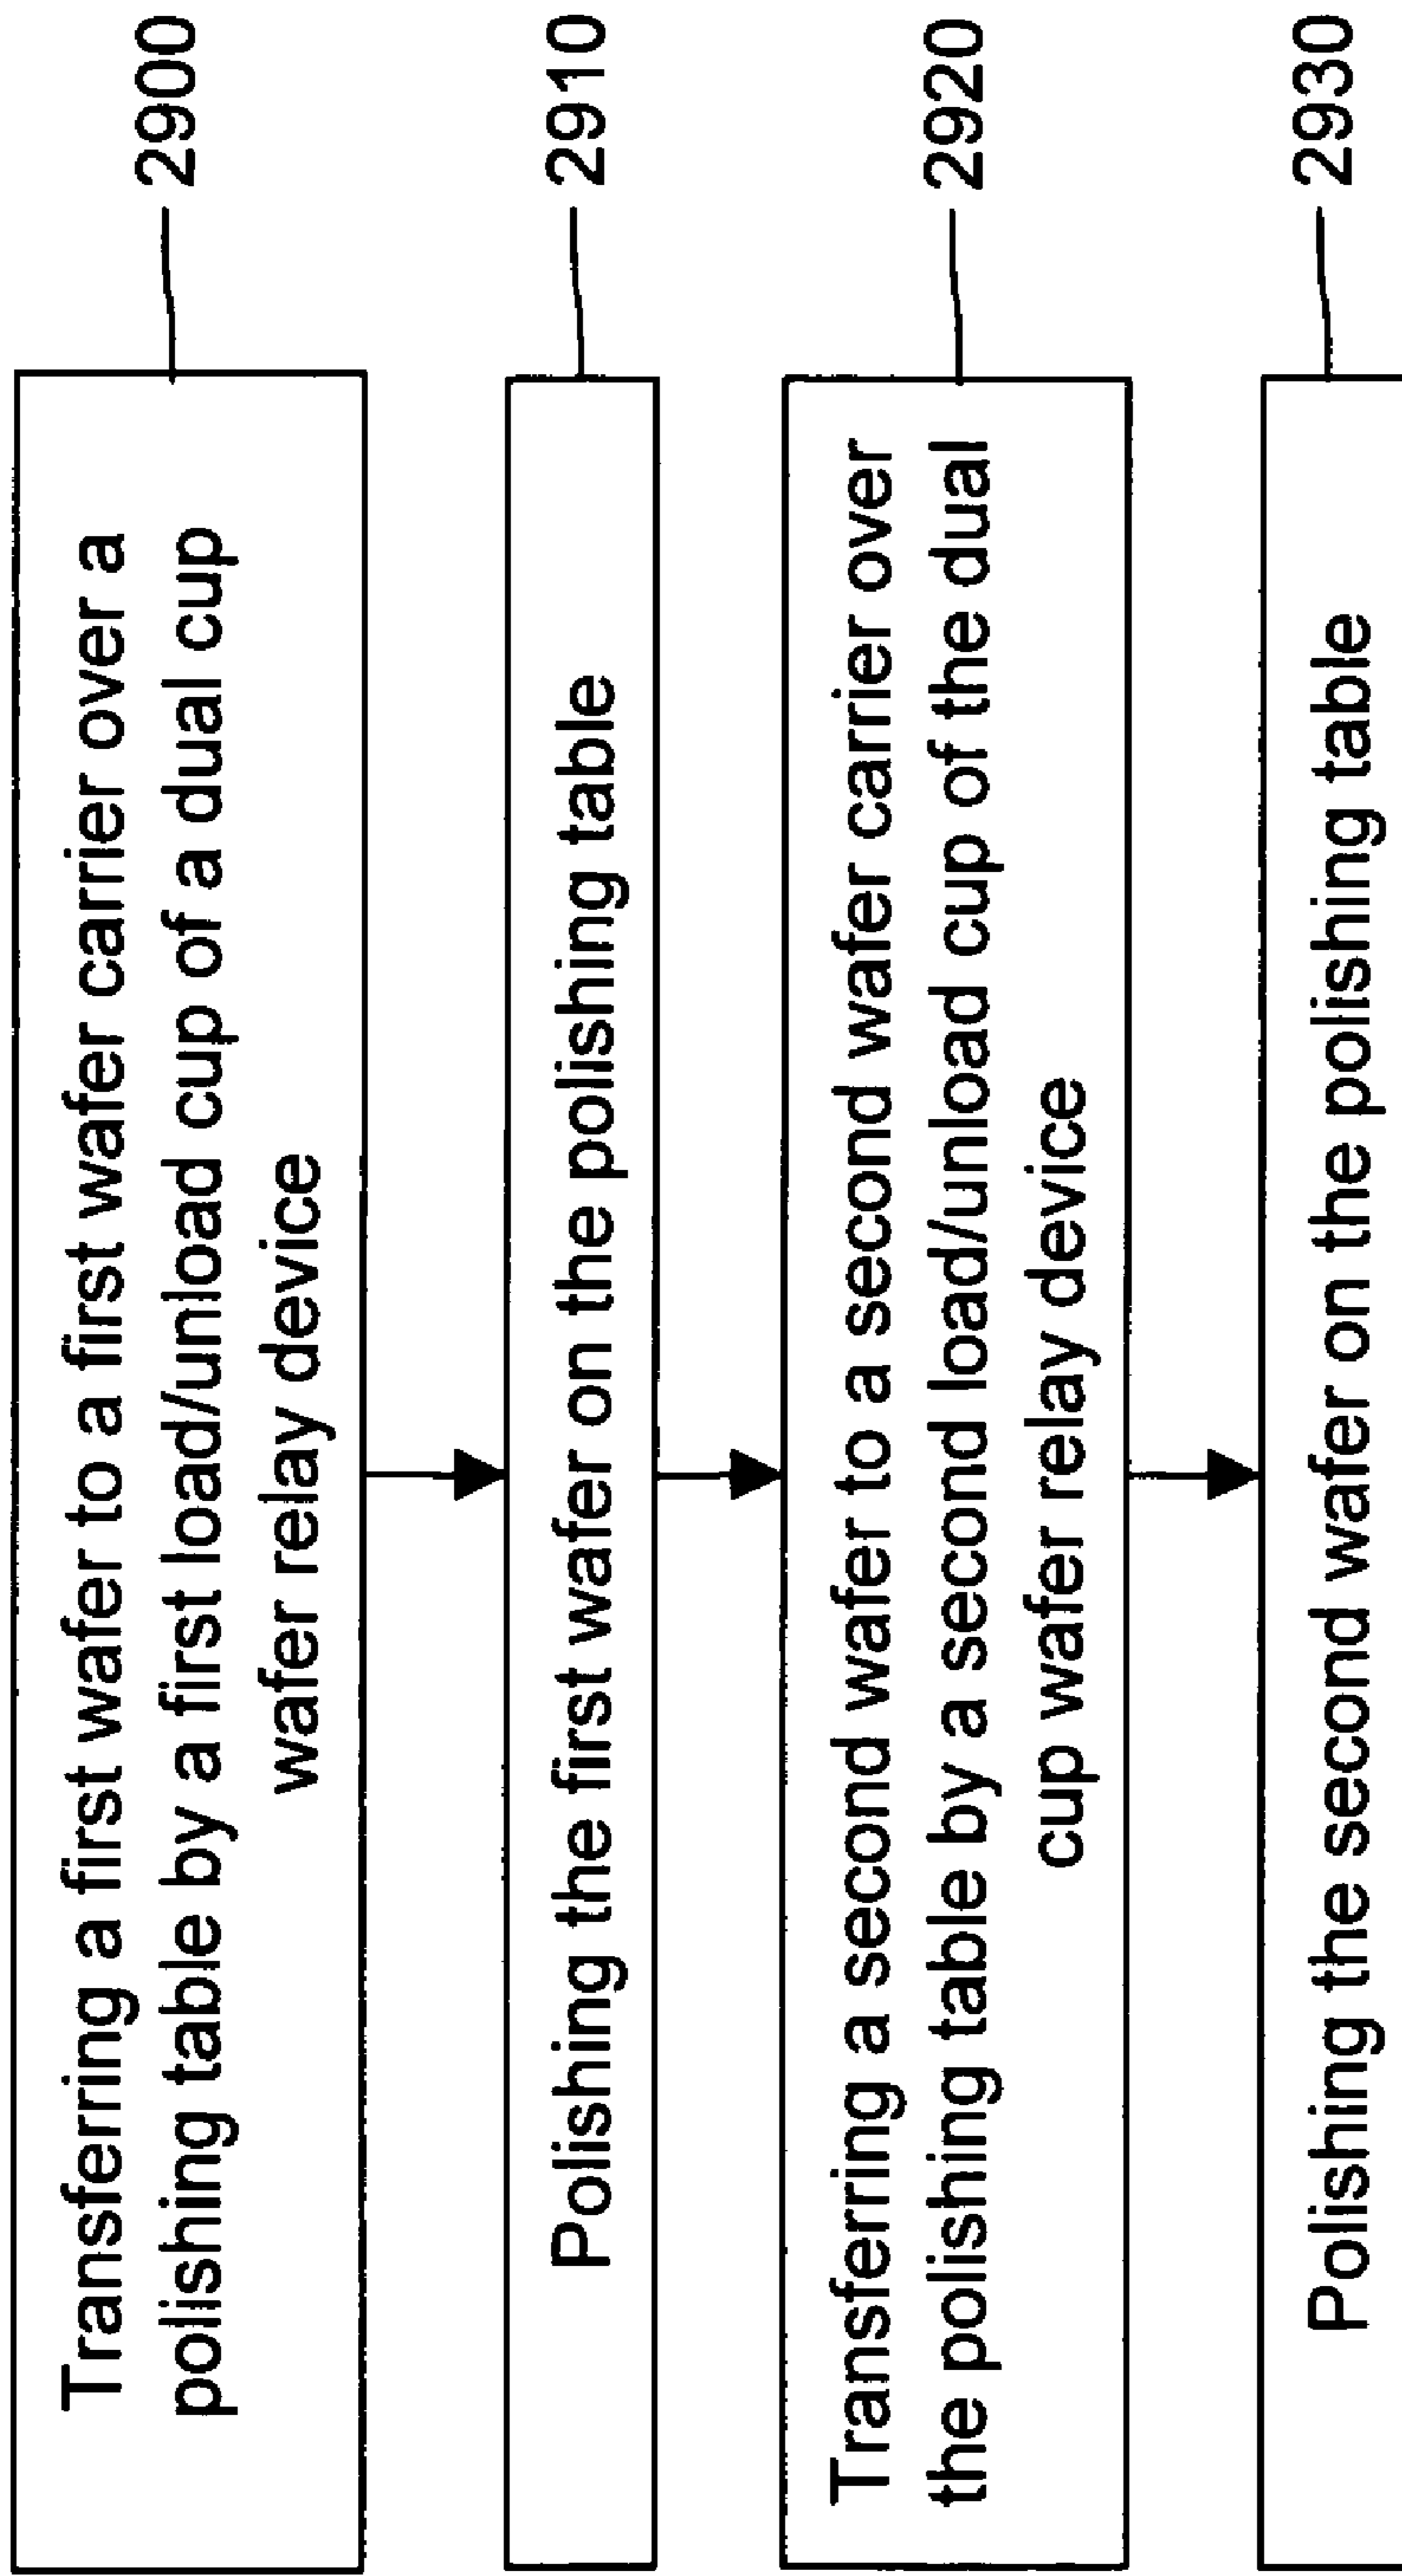 Transferring a first wafer to a first wafer carrier over a
polishing table by a first load/unload cup of a dual cup
wafer relay device
2900
Polishing the first wafer on the polishing table
2910
Transferring a second wafer to a second wafer carrier over
the polishing table by a second load/unload cup of the dual
cup wafer relay device
2920
Polishing the second wafer on the polishing table
2930